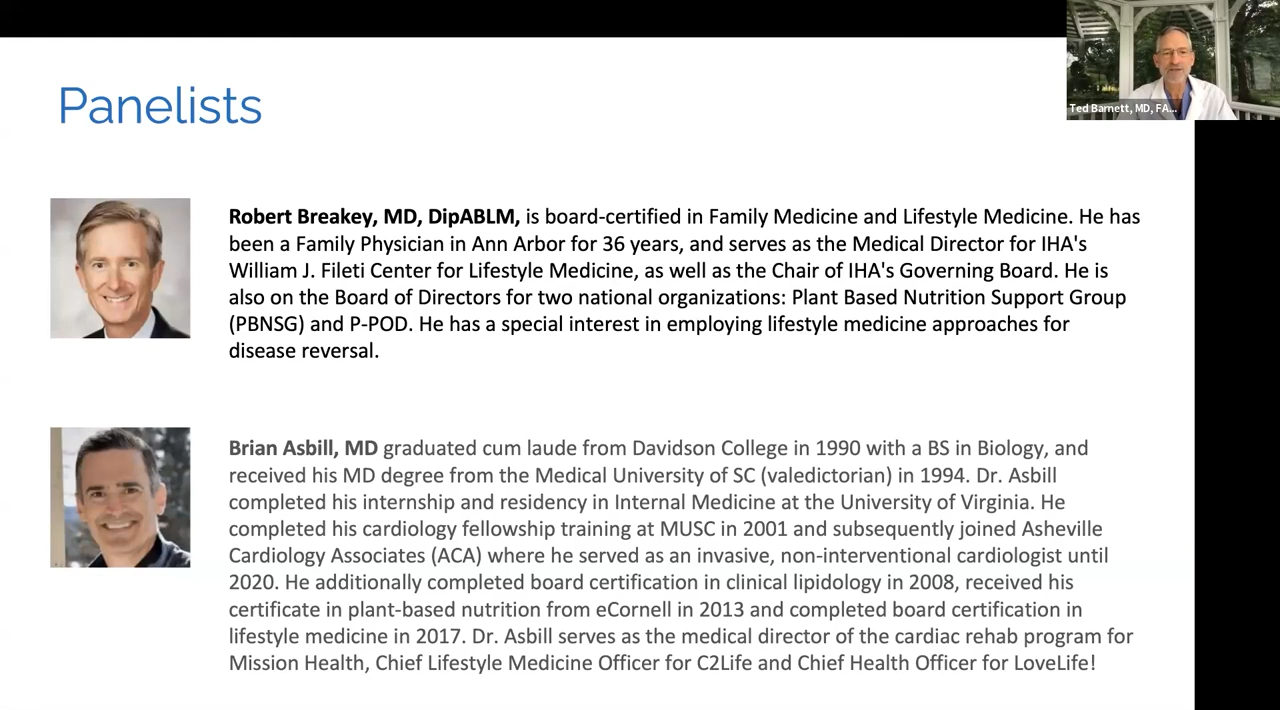 Panelists
Ted Barnett, MD, FA...
Robert Breakey, MD, DipABLM, is board-certified in Family Medicine and Lifestyle Medicine. He has
been a Family Physician in Ann Arbor for 36 years, and serves as the Medical Director for IHA's
William J. Fileti Center for Lifestyle Medicine, as well as the Chair of IHA's Governing Board. He is
also on the Board of Directors for two national organizations: Plant Based Nutrition Support Group
(PBNSG) and P-POD. He has a special interest in employing lifestyle medicine approaches for
disease reversal.
Brian Asbill, MD graduated cum laude from Davidson College in 1990 with a BS in Biology, and
received his MD degree from the Medical University of SC (valedictorian) in 1994. Dr. Asbill
completed his internship and residency in Internal Medicine at the University of Virginia. He
completed his cardiology fellowship training at MUSC in 2001 and subsequently joined Asheville
Cardiology Associates (ACA) where he served as an invasive, non-interventional cardiologist until
2020. He additionally completed board certification in clinical lipidology in 2008, received his
certificate in plant-based nutrition from eCornell in 2013 and completed board certification in
lifestyle medicine in 2017. Dr. Asbill serves as the medical director of the cardiac rehab program for
Mission Health, Chief Lifestyle Medicine Officer for C2Life and Chief Health Officer for LoveLife!